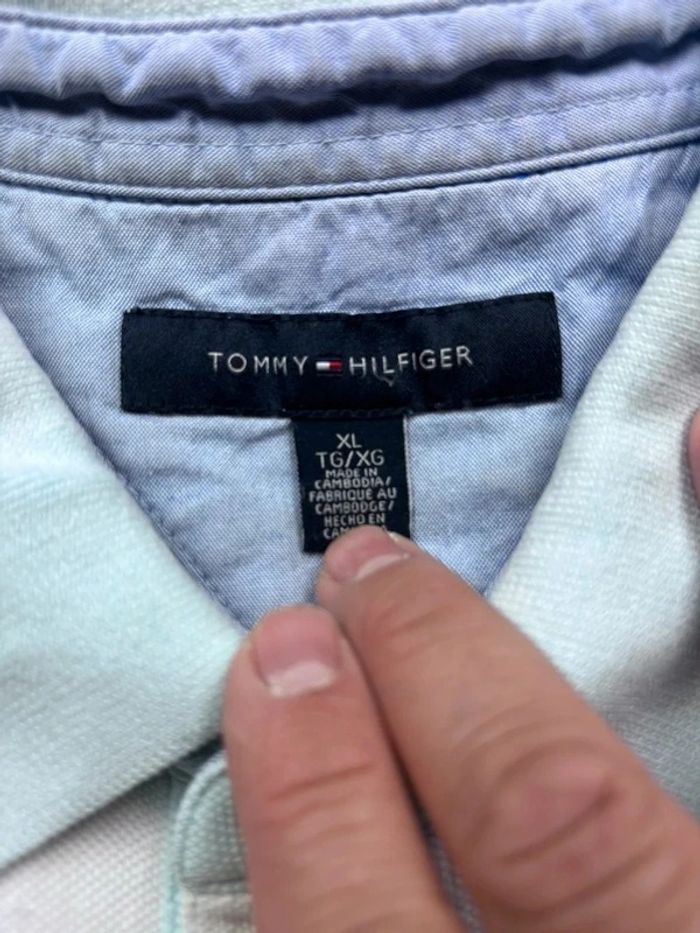 TOMMY HILFIGER
XL
TG/XG
MADE IN
CAMBODIA/
FABRIQUÉ AU
CAMBODGE/
HECHO EN